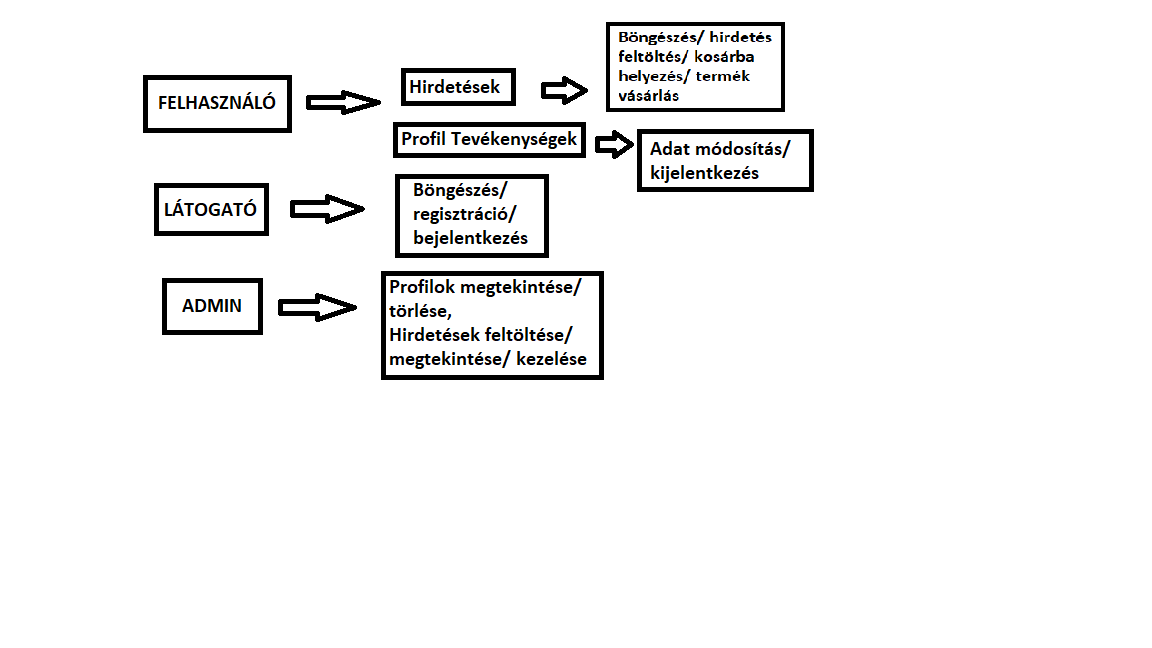 FELHASZNÁLÓ
Hirdetések
Böngészés/ hirdetés
feltöltés/ kosárba
helyezés/ termék
vásárlás
Profil Tevékenységek
Adat módosítás/
kijelentkezés
LÁTOGATÓ
Böngészés/
regisztráció/
bejelentkezés
ADMIN
Profilok megtekintése/
törlése,
Hirdetések feltöltése/
megtekintése/ kezelése